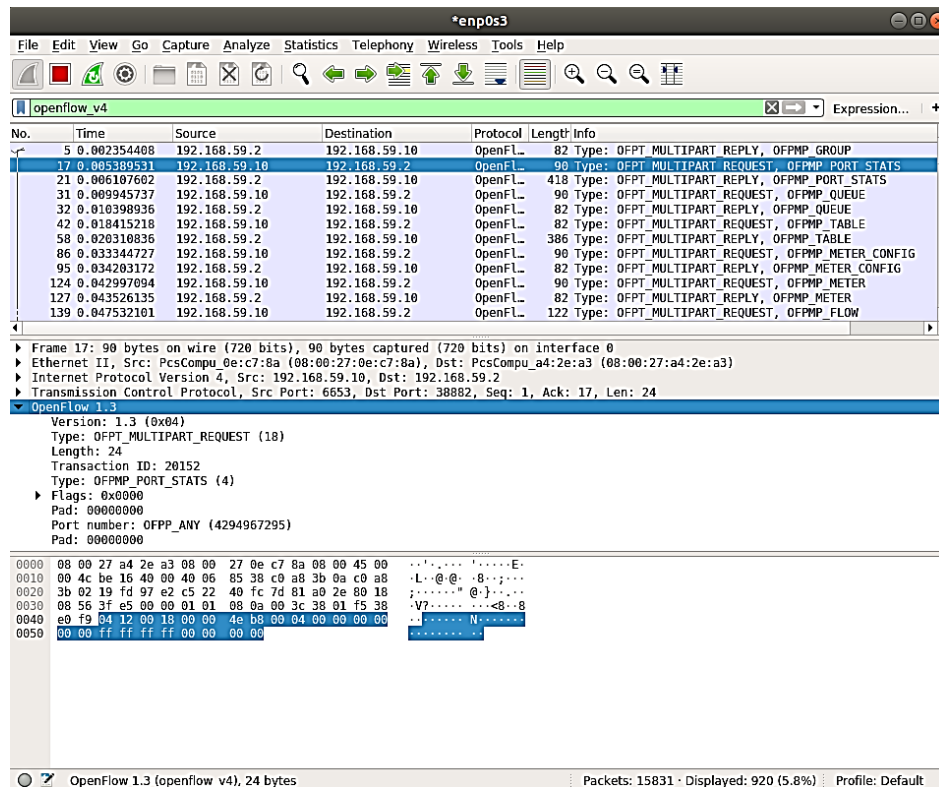 *enp0s3
File Edit View Go Capture Analyze Statistics Telephony Wireless Tools Help
openflow_v4 Expression... +
No. Time Source Destination Protocol Length Info
5 0.002354408 192.168.59.2 192.168.59.10 OpenFl… 82 Type: OFPT_MULTIPART_REPLY, OFPMP_GROUP
17 0.005389531 192.168.59.10 192.168.59.2 OpenFl… 90 Type: OFPT_MULTIPART_REQUEST, OFPMP_PORT_STATS
21 0.006107602 192.168.59.2 192.168.59.10 OpenFl… 418 Type: OFPT_MULTIPART_REPLY, OFPMP_PORT_STATS
31 0.009945737 192.168.59.10 192.168.59.2 OpenFl… 90 Type: OFPT_MULTIPART_REQUEST, OFPMP_QUEUE
32 0.010398936 192.168.59.2 192.168.59.10 OpenFl… 82 Type: OFPT_MULTIPART_REPLY, OFPMP_QUEUE
42 0.018415218 192.168.59.10 192.168.59.2 OpenFl… 82 Type: OFPT_MULTIPART_REQUEST, OFPMP_TABLE
58 0.020310836 192.168.59.2 192.168.59.10 OpenFl… 386 Type: OFPT_MULTIPART_REPLY, OFPMP_TABLE
86 0.033344727 192.168.59.10 192.168.59.2 OpenFl… 90 Type: OFPT_MULTIPART_REQUEST, OFPMP_METER_CONFIG
95 0.034203172 192.168.59.2 192.168.59.10 OpenFl… 82 Type: OFPT_MULTIPART_REPLY, OFPMP_METER_CONFIG
124 0.042997094 192.168.59.10 192.168.59.2 OpenFl… 90 Type: OFPT_MULTIPART_REQUEST, OFPMP_METER
127 0.043526135 192.168.59.2 192.168.59.10 OpenFl… 82 Type: OFPT_MULTIPART_REPLY, OFPMP_METER
139 0.047532101 192.168.59.10 192.168.59.2 OpenFl… 122 Type: OFPT_MULTIPART_REQUEST, OFPMP_FLOW
Frame 17: 90 bytes on wire (720 bits), 90 bytes captured (720 bits) on interface 0
Ethernet II, Src: PcsCompu_0e:c7:8a (08:00:27:0e:c7:8a), Dst: PcsCompu_a4:2e:a3 (08:00:27:a4:2e:a3)
Internet Protocol Version 4, Src: 192.168.59.10, Dst: 192.168.59.2
Transmission Control Protocol, Src Port: 6653, Dst Port: 38882, Seq: 1, Ack: 17, Len: 24
OpenFlow 1.3
Version: 1.3 (0x04)
Type: OFPT_MULTIPART_REQUEST (18)
Length: 24
Transaction ID: 20152
Type: OFPMP_PORT_STATS (4)
Flags: 0x0000
Pad: 00000000
Port number: OFPP_ANY (4294967295)
Pad: 00000000
0000 08 00 27 a4 2e a3 08 00 27 0e c7 8a 08 00 45 00 ··'·.··· '·····E·
0010 00 4c be 16 40 00 40 06 85 38 c0 a8 3b 0a c0 a8 ·L··@·@· ·8··;···
0020 3b 02 19 fd 97 e2 c5 22 40 fc 7d 81 a0 2e 80 18 ;······" @·}··.··
0030 08 56 3f e5 00 00 01 01 08 0a 00 3c 38 01 f5 38 ·V?····· ···<8··8
0040 e0 f9 04 12 00 18 00 00 4e b8 00 04 00 00 00 00 ········ N·······
0050 00 00 ff ff ff ff 00 00 00 00 ········ ··
OpenFlow 1.3 (openflow_v4), 24 bytes Packets: 15831 · Displayed: 920 (5.8%) Profile: Default